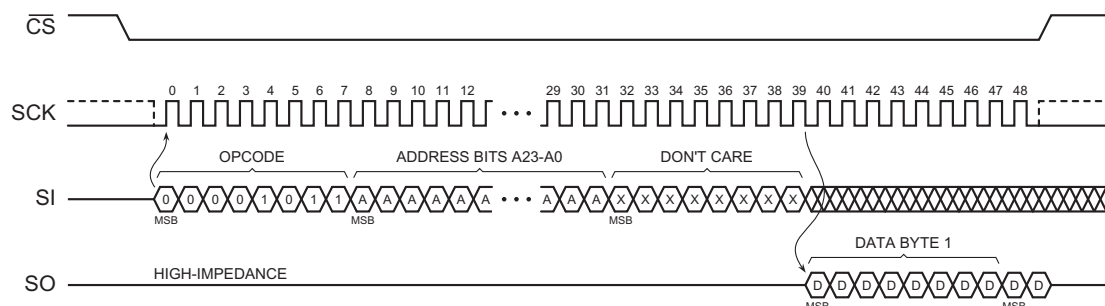 CS
0 1 2 3 4 5 6 7 8 9 10 11 12 29 30 31 32 33 34 35 36 37 38 39 40 41 42 43 44 45 46 47 48
SCK
OPCODE ADDRESS BITS A23-A0 DON'T CARE
SI 0 0 0 0 1 0 1 1 A A A A A A A A A X X X X X X X X
MSB MSB MSB
DATA BYTE 1
HIGH-IMPEDANCE
SO D D D D D D D D D D
MSB MSB